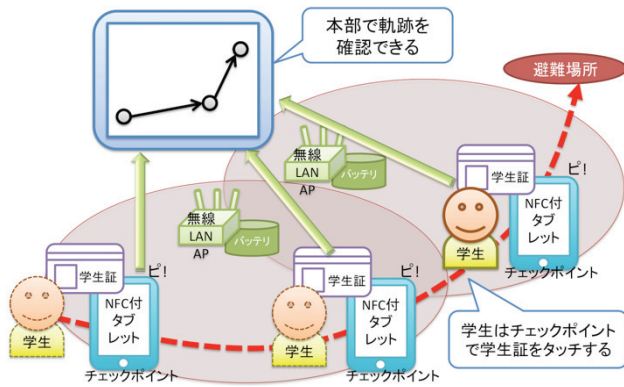 本部で軌跡を
確認できる
避難場所
無線
LAN
AP
バッテリ
学生証
ピ!
NFC付
タブ
レット
学生
チェックポイント
無線
LAN
AP
バッテリ
学生証
ピ!
NFC付
タブ
レット
学生
チェックポイント
学生証
ピ!
NFC付
タブ
レット
学生
チェックポイント
学生はチェックポイント
で学生証をタッチする